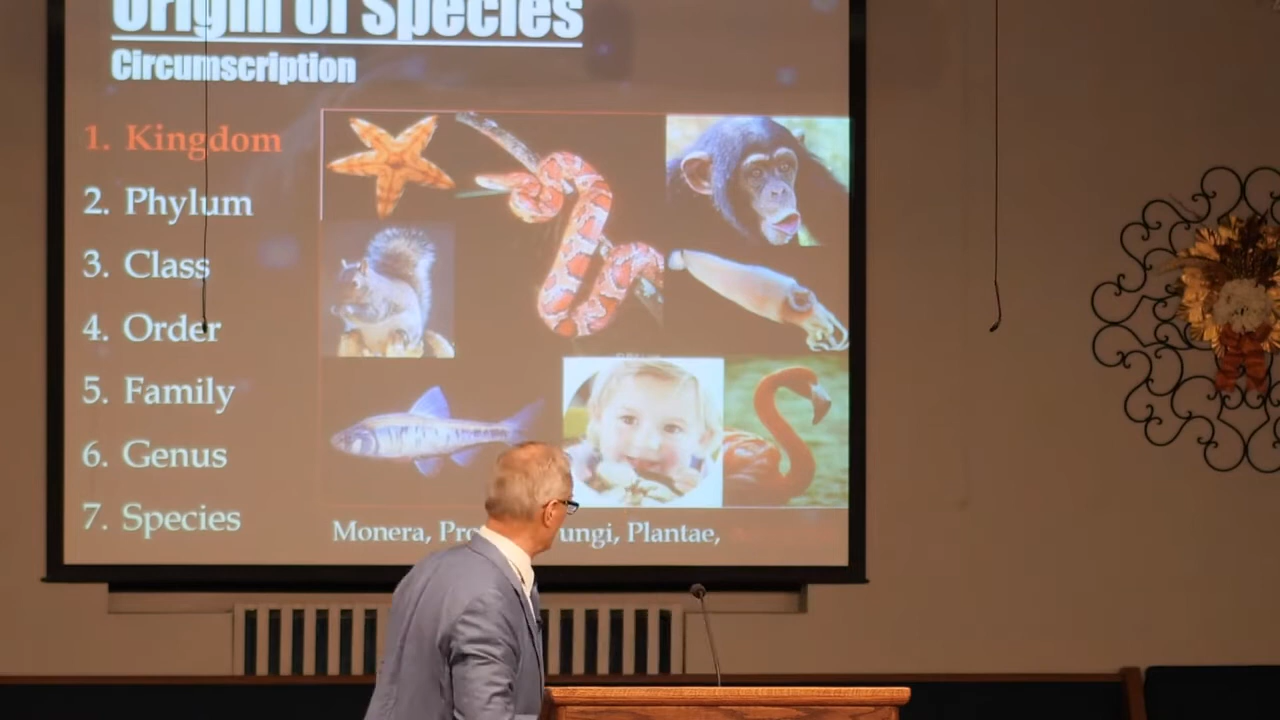 Origin of Species
Circumscription
1. Kingdom
2. Phylum
3. Class
4. Order
5. Family
6. Genus
7. Species
Monera, Fungi, Plantae,